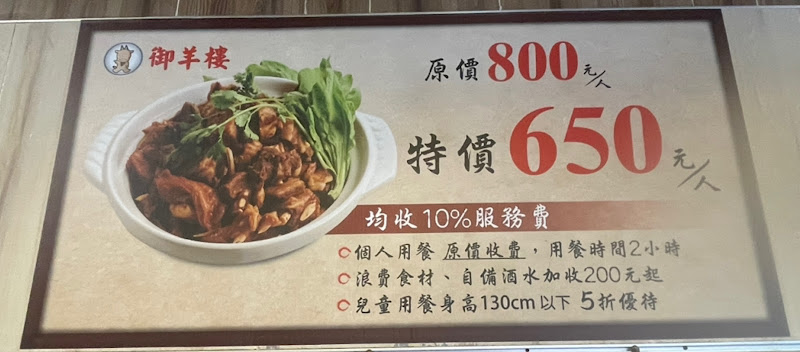 御羊樓
原價800元/人
特價650元/人
均收10%服務費
個人用餐 原價收費，用餐時間2小時
浪費食材、自備酒水加收200元起
兒童用餐身高130cm以下 5折優待